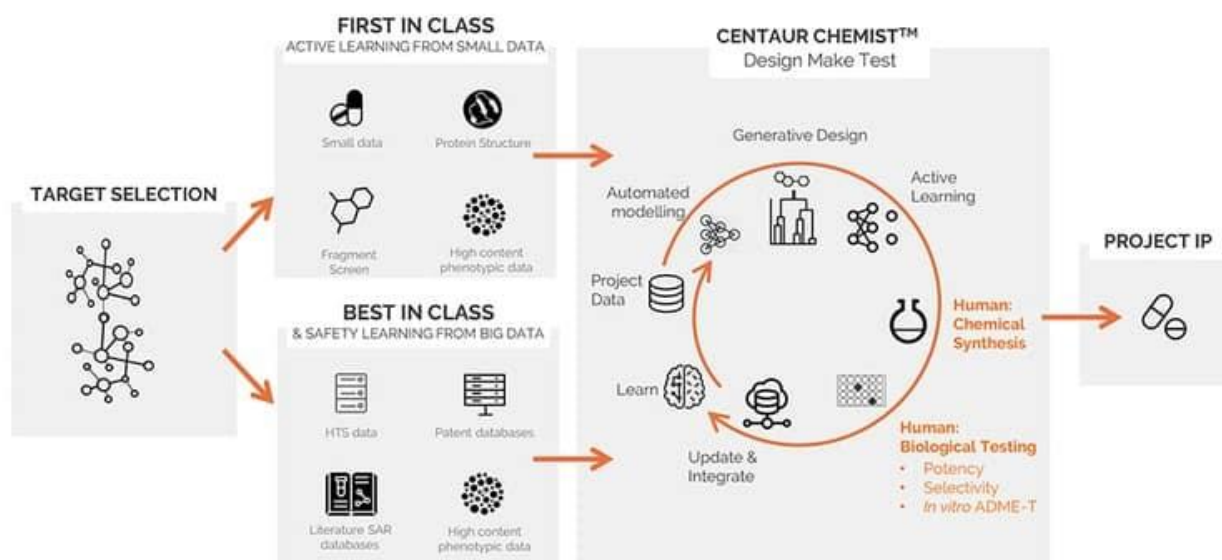 TARGET SELECTION
FIRST IN CLASS
ACTIVE LEARNING FROM SMALL DATA
Small data
Protein Structure
Fragment
Screen
High content
phenotypic data
BEST IN CLASS
& SAFETY LEARNING FROM BIG DATA
HTS data
Patent databases
Literature SAR
databases
High content
phenotypic data
CENTAUR CHEMIST™
Design Make Test
Generative Design
Automated
modelling
Active
Learning
Project
Data
Human:
Chemical
Synthesis
Learn
Update &
Integrate
Human:
Biological Testing
• Potency
• Selectivity
• In vitro ADME-T
PROJECT IP